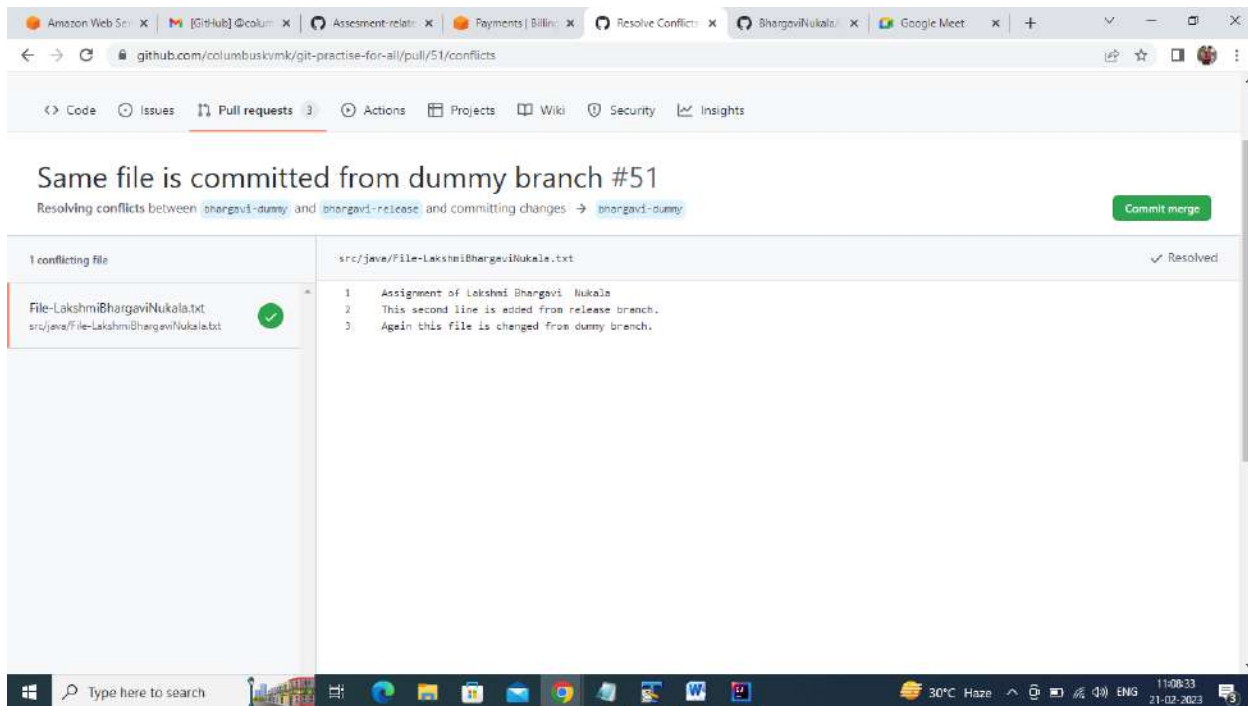 Amazon Web Ser
[GitHub] @colum
Assesment-relate
Payments | Billing
Resolve Conflicts
BhargaviNukala/
Google Meet
github.com/columbuskvmk/git-practise-for-all/pull/51/conflicts
<> Code Issues Pull requests 3 Actions Projects Wiki Security Insights
Same file is committed from dummy branch #51
Resolving conflicts between bhargavi-dummy and bhargavi-release and committing changes → bhargavi-dummy
Commit merge
1 conflicting file
src/java/File-LakshmiBhargaviNukala.txt
Resolved
File-LakshmiBhargaviNukala.txt
src/java/File-LakshmiBhargaviNukala.txt
1 Assignment of Lakshmi Bhargavi Nukala
2 This second line is added from release branch.
3 Again this file is changed from dummy branch.
Type here to search
30°C Haze
ENG
11:08:33
21-02-2023
3